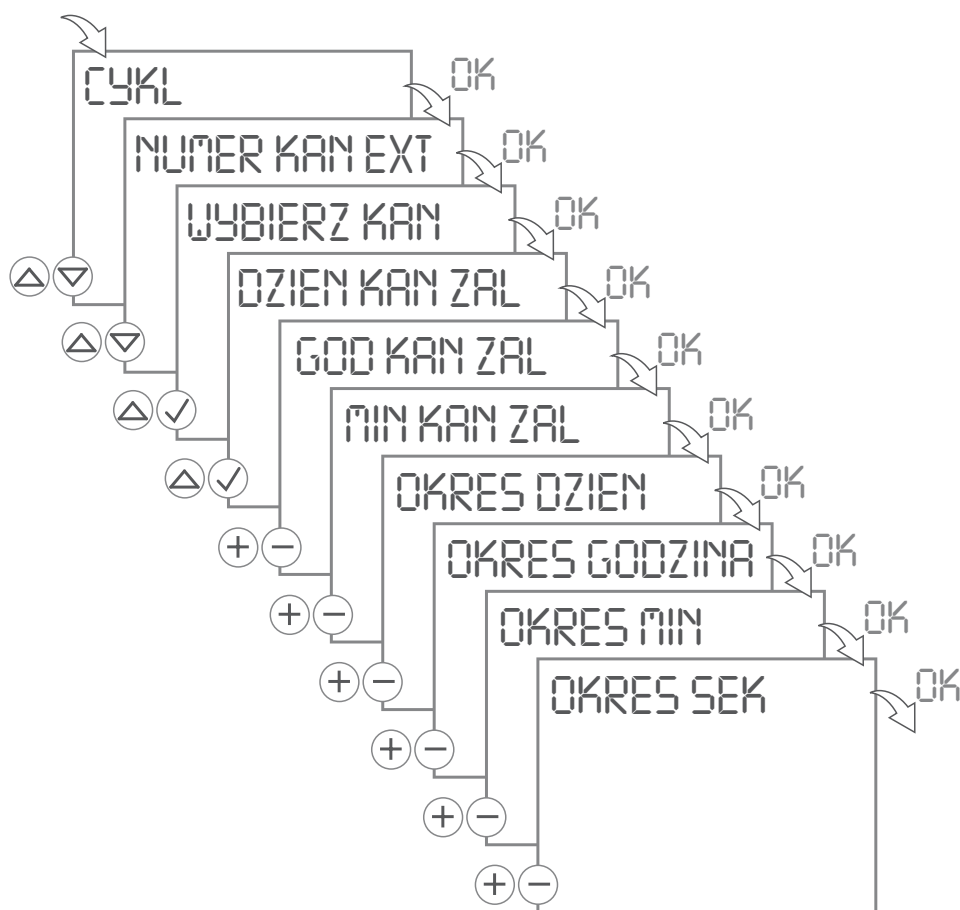 CYKL
OK
NUMER KAN EXT
OK
WYBIERZ KAN
OK
DZIEN KAN ZAL
OK
GOD KAN ZAL
OK
MIN KAN ZAL
OK
OKRES DZIEN
OK
OKRES GODZINA
OK
OKRES MIN
OK
OKRES SEK
OK